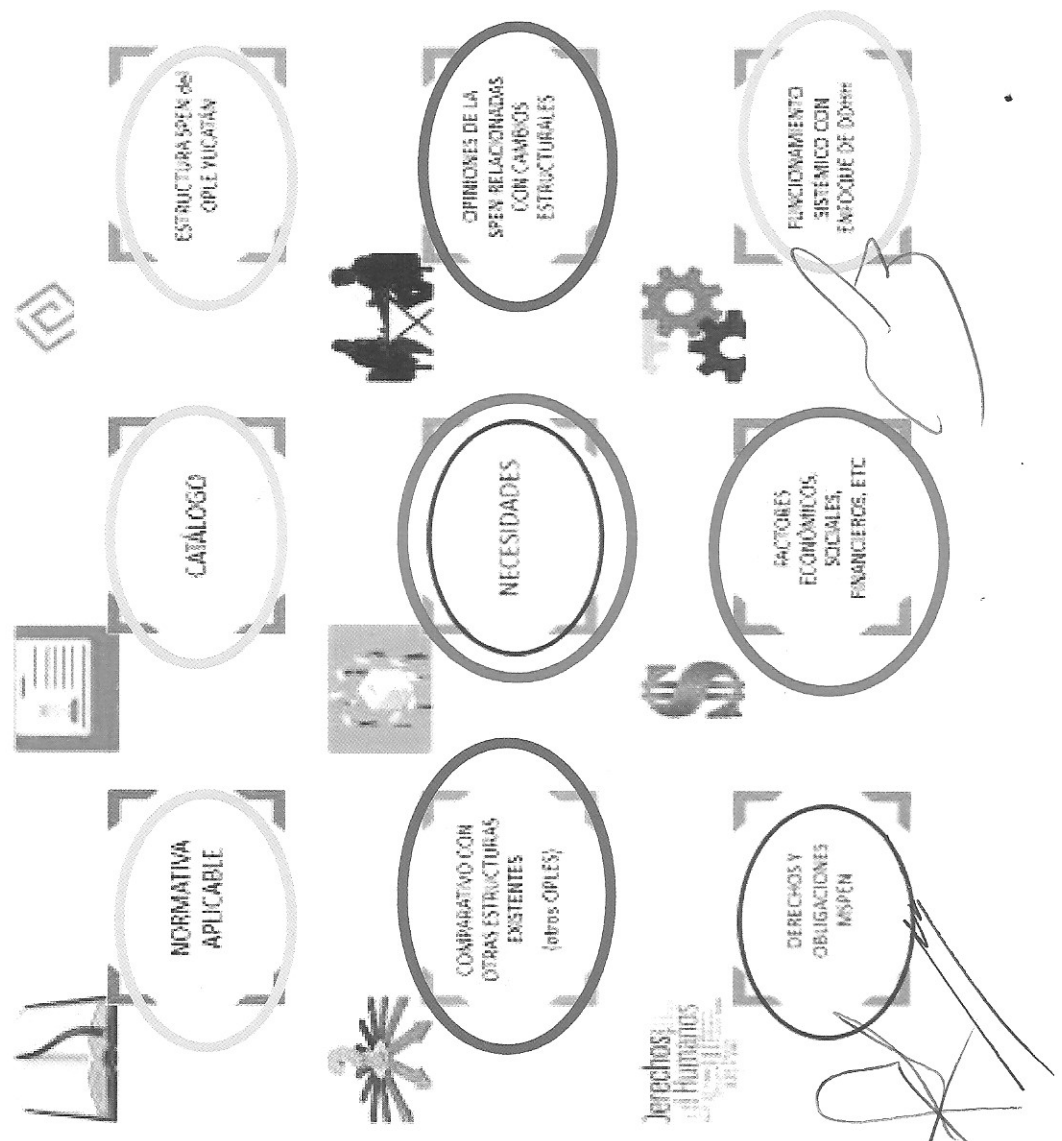 NORMATIVA
APLICABLE
CATÁLOGO
ESTRUCTURA SPEN del
OPLE YUCATÁN
COMPARATIVO CON
OTRAS ESTRUCTURAS
EXISTENTES
(otros OPLES)
NECESIDADES
OPINIONES DE LA
SPEN RELACIONADAS
CON CAMBIOS
ESTRUCTURALES
Derechos
Humanos
DERECHOS Y
OBLIGACIONES
MSPEN
FACTORES
ECONÓMICOS,
SOCIALES,
FINANCIEROS, ETC
FUNCIONAMIENTO
SISTEMICO CON
ENFOQUE DE DDHH